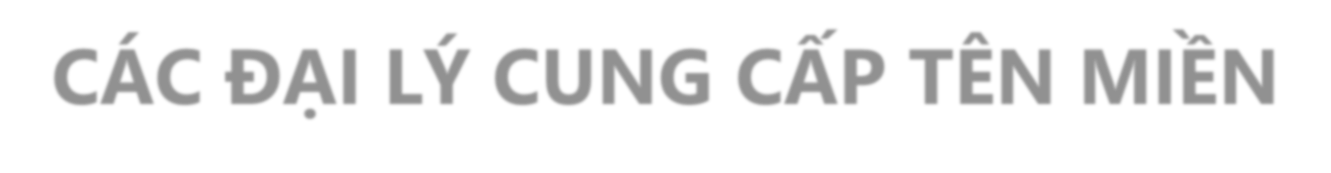 CÁC ĐẠI LÝ CUNG CẤP TÊN MIỀN